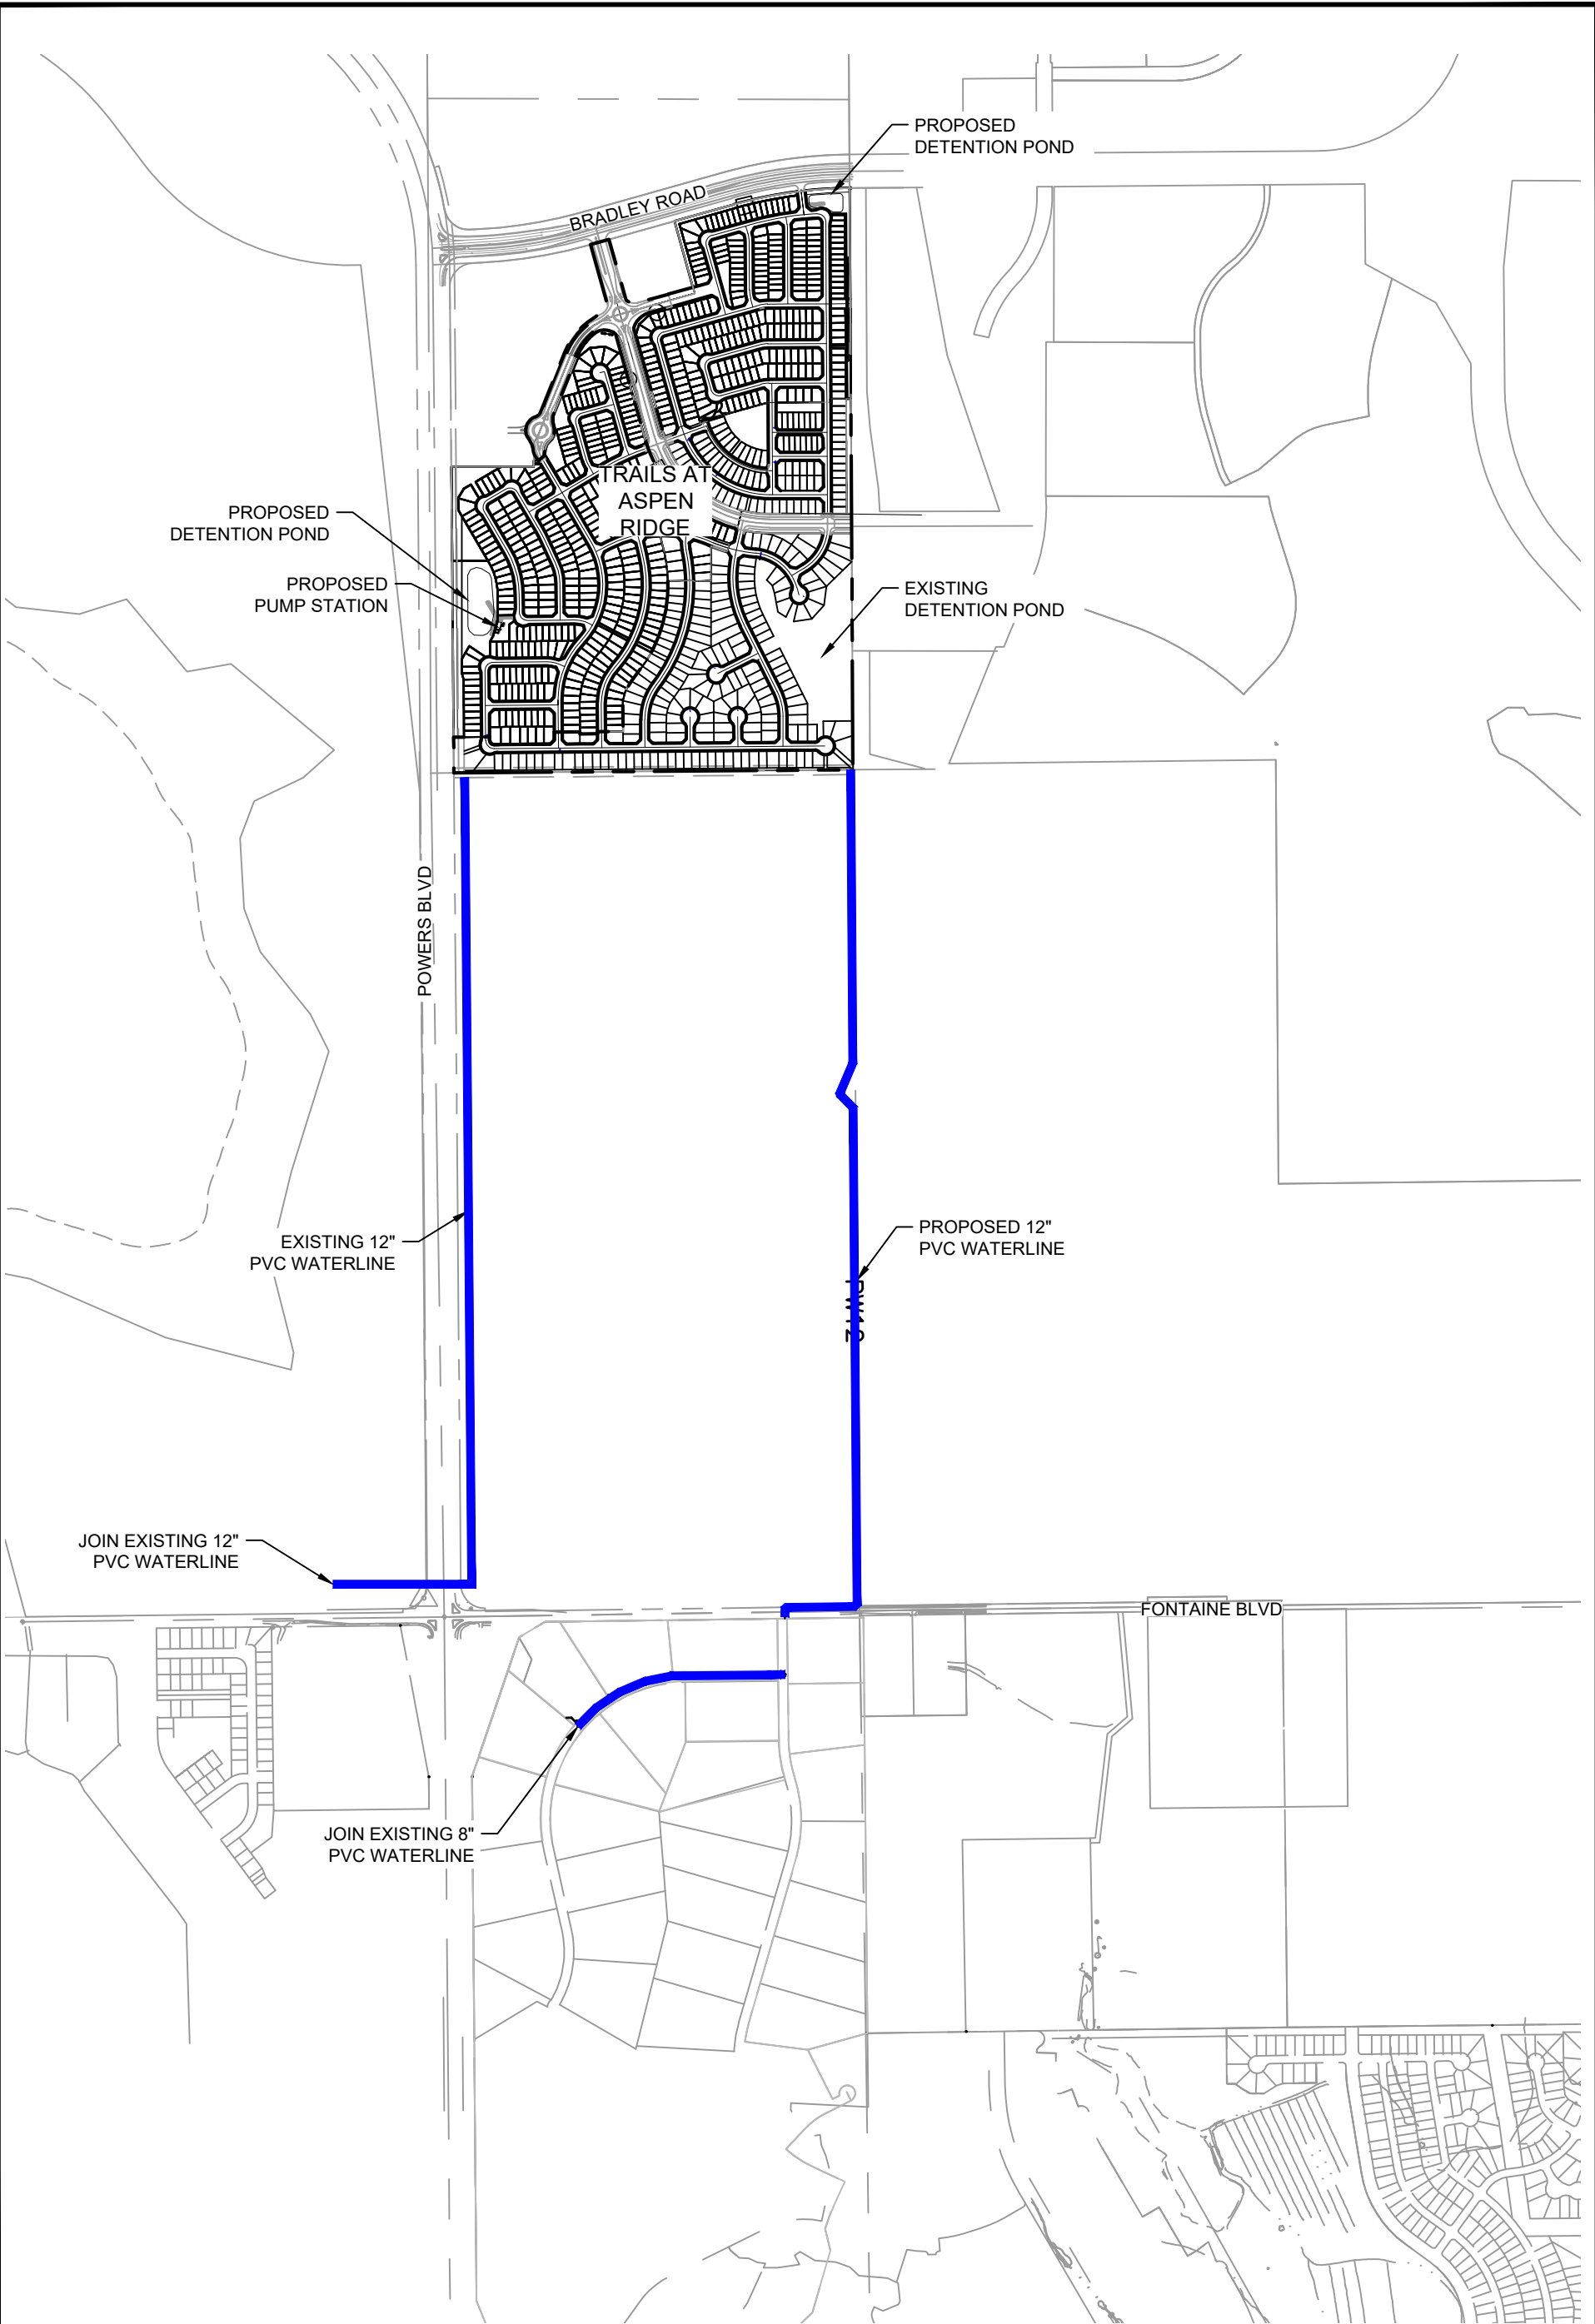 PROPOSED
DETENTION POND
BRADLEY ROAD
TRAILS AT
ASPEN
RIDGE
PROPOSED
DETENTION POND
PROPOSED
PUMP STATION
EXISTING
DETENTION POND
POWERS BLVD
EXISTING 12"
PVC WATERLINE
PROPOSED 12"
PVC WATERLINE
JOIN EXISTING 12"
PVC WATERLINE
FONTAINE BLVD
JOIN EXISTING 8"
PVC WATERLINE